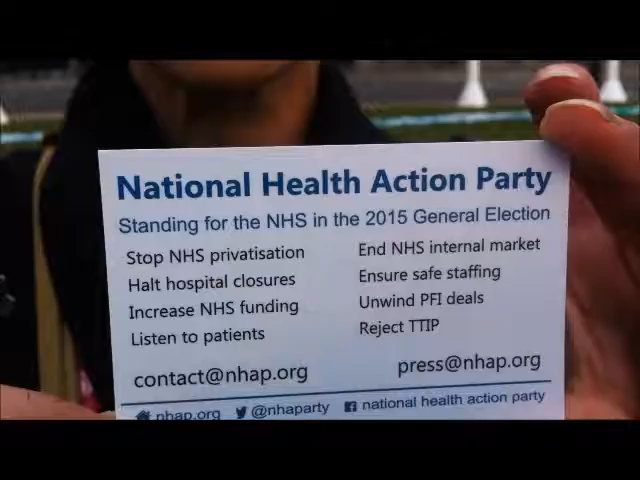 National Health Action Party
Standing for the NHS in the 2015 General Election
Stop NHS privatisation
Halt hospital closures
Increase NHS funding
Listen to patients
End NHS internal market
Ensure safe staffing
Unwind PFI deals
Reject TTIP
contact@nhap.org
press@nhap.org
nhap.org @nhaparty national health action party